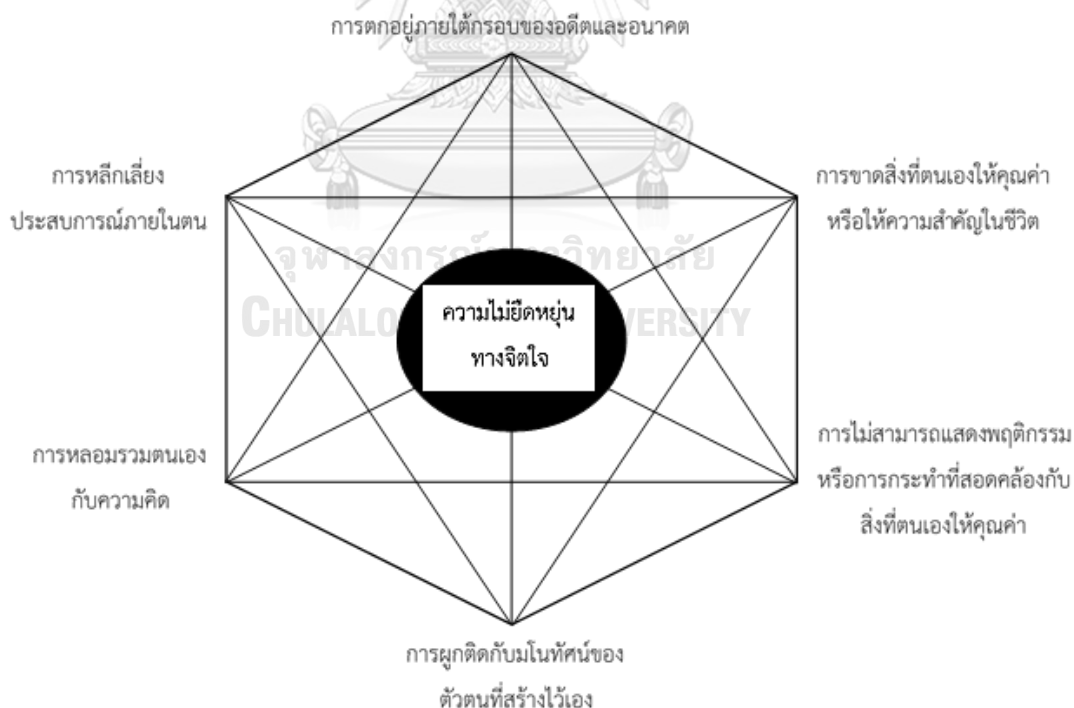 การตกอยู่ภายใต้กรอบของอดีตและอนาคต
การหลีกเลี่ยง
ประสบการณ์ภายในตน
การขาดสิ่งที่ตนเองให้คุณค่า
หรือให้ความสำคัญในชีวิต
ความไม่ยืดหยุ่น
ทางจิตใจ
การหลอมรวมตนเอง
กับความคิด
การไม่สามารถแสดงพฤติกรรม
หรือการกระทำที่สอดคล้องกับ
สิ่งที่ตนเองให้คุณค่า
การผูกติดกับมโนทัศน์ของ
ตัวตนที่สร้างไว้เอง